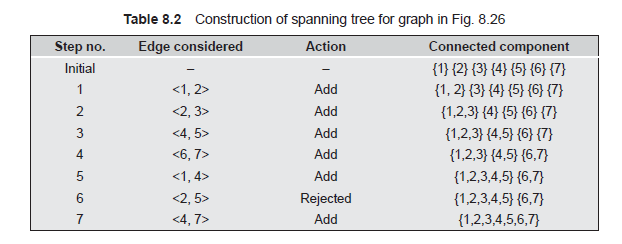 Table 8.2 Construction of spanning tree for graph in Fig. 8.26
Step no. Edge considered Action Connected component
Initial – – {1} {2} {3} {4} {5} {6} {7}
1 <1, 2> Add {1, 2} {3} {4} {5} {6} {7}
2 <2, 3> Add {1,2,3} {4} {5} {6} {7}
3 <4, 5> Add {1,2,3} {4,5} {6} {7}
4 <6, 7> Add {1,2,3} {4,5} {6,7}
5 <1, 4> Add {1,2,3,4,5} {6,7}
6 <2, 5> Rejected {1,2,3,4,5} {6,7}
7 <4, 7> Add {1,2,3,4,5,6,7}